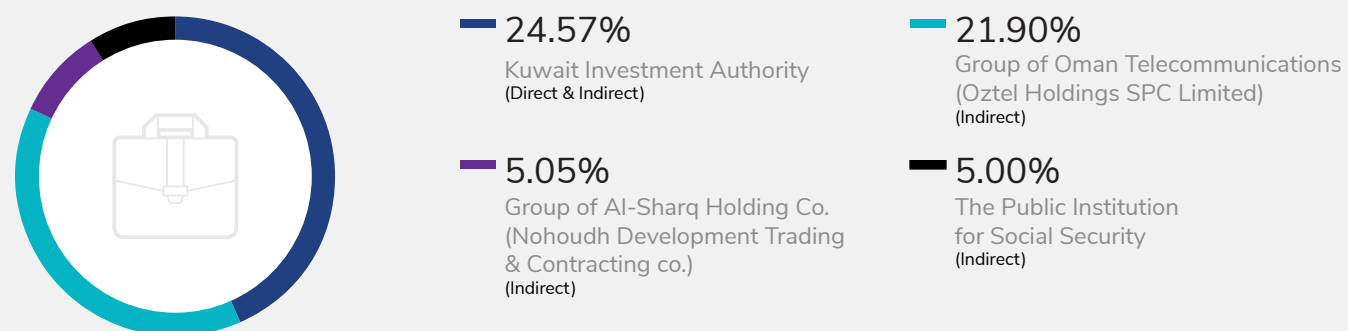 24.57%
Kuwait Investment Authority
(Direct & Indirect)
21.90%
Group of Oman Telecommunications
(Oztel Holdings SPC Limited)
(Indirect)
5.05%
Group of Al-Sharq Holding Co.
(Nohoudh Development Trading
& Contracting co.)
(Indirect)
5.00%
The Public Institution
for Social Security
(Indirect)